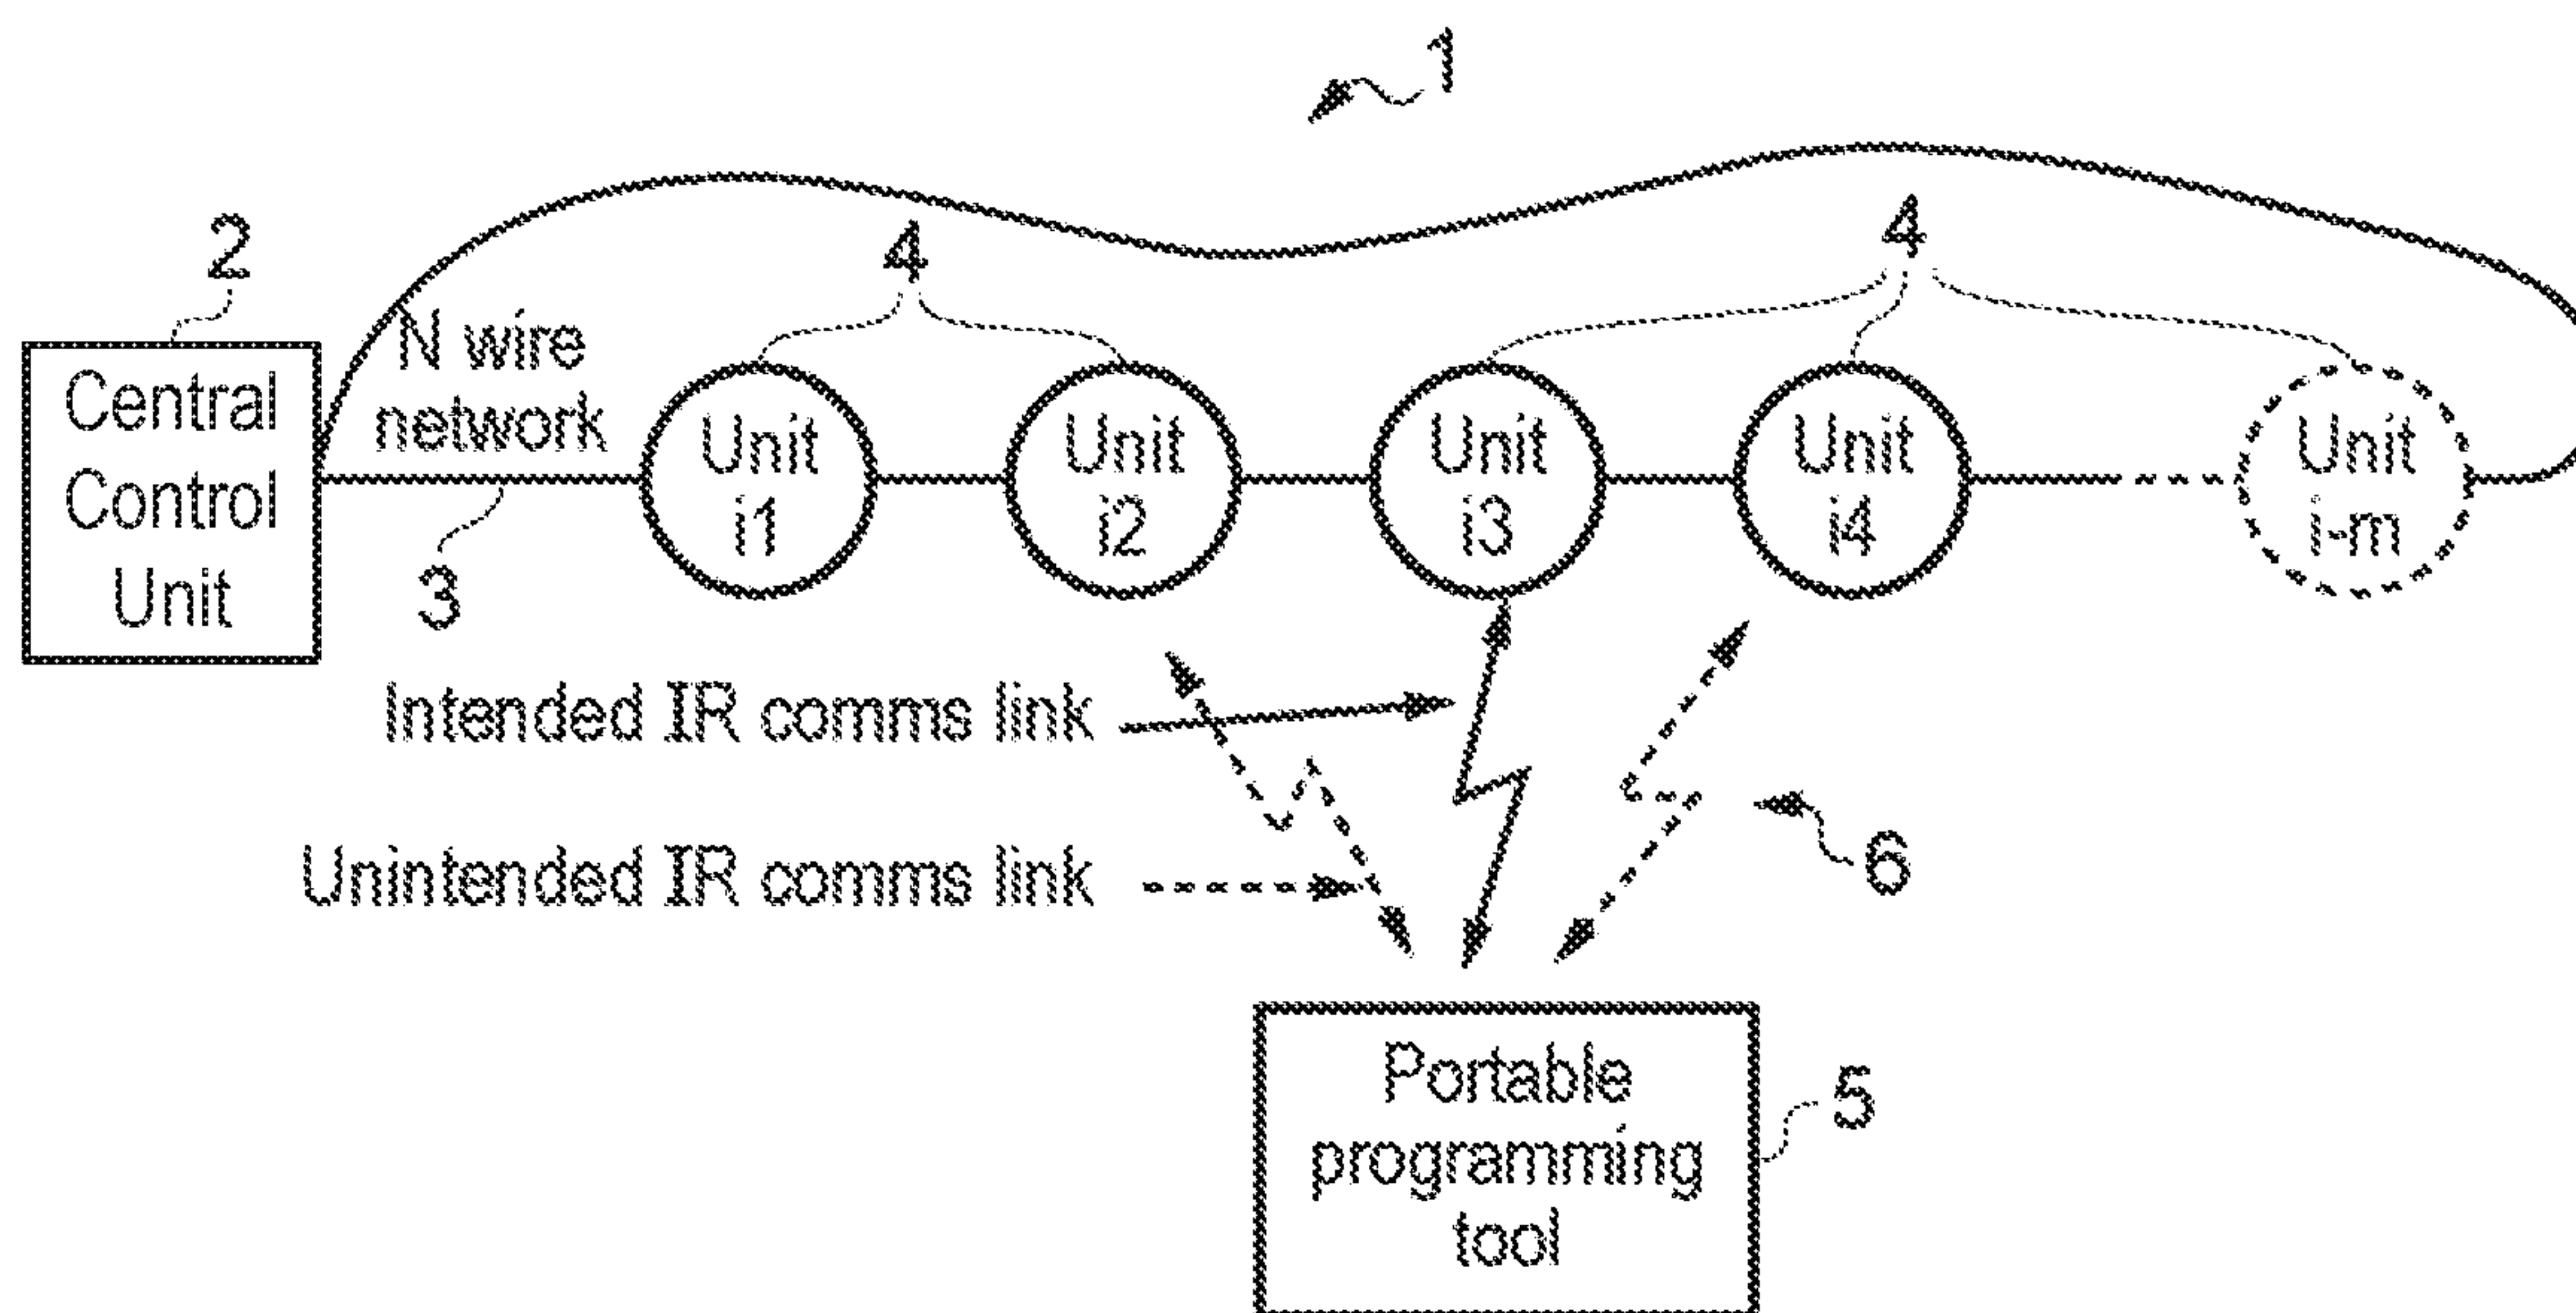 1
2
4
4
N wire
network
Central
Control
Unit
Unit
i1
Unit
i2
Unit
i3
Unit
i4
Unit
i-m
3
Intended IR comms link
Unintended IR comms link
6
Portable
programming
tool
5